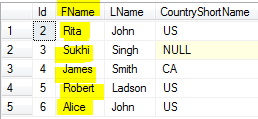 Id FName LName CountryShortName
1 2 Rita John US
2 3 Sukhi Singh NULL
3 4 James Smith CA
4 5 Robert Ladson US
5 6 Alice John US